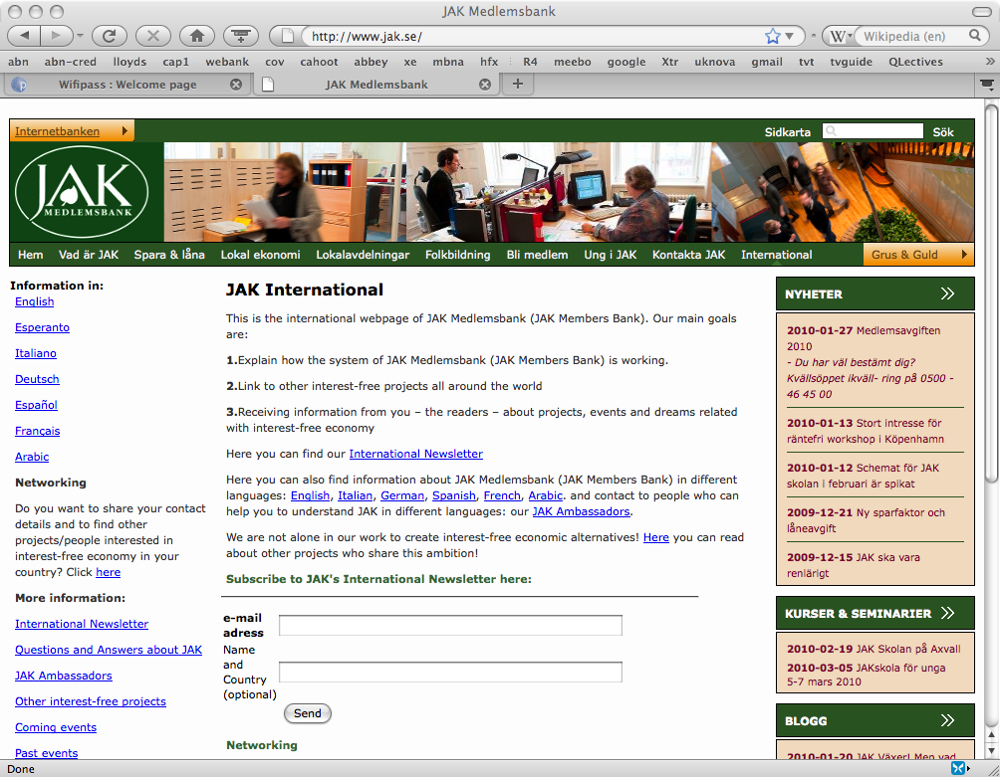 JAK Medlemsbank
http://www.jak.se/
W
Wikipedia (en)
abn abn-cred lloyds cap1 webank cov cahoot abbey xe mbna hfx R4 meebo google Xtr uknova gmail tvt tvguide QLectives
Wifipass : Welcome page
JAK Medlemsbank
Internetbanken
Sidkarta
Sök
JAK
MEDLEMSBANK
Hem Vad är JAK Spara & låna Lokal ekonomi Lokalavdelningar Folkbildning Bli medlem Ung i JAK Kontakta JAK International
Grus & Guld
Information in:
English
Esperanto
Italiano
Deutsch
Español
Français
Arabic
Networking
Do you want to share your contact
details and to find other
projects/people interested in
interest-free economy in your
country? Click here
More information:
International Newsletter
Questions and Answers about JAK
JAK Ambassadors
Other interest-free projects
Coming events
Past events
JAK International
This is the international webpage of JAK Medlemsbank (JAK Members Bank). Our main goals
are:
1.Explain how the system of JAK Medlemsbank (JAK Members Bank) is working.
2.Link to other interest-free projects all around the world
3.Receiving information from you – the readers – about projects, events and dreams related
with interest-free economy
Here you can find our International Newsletter
Here you can also find information about JAK Medlemsbank (JAK Members Bank) in different
languages: English, Italian, German, Spanish, French, Arabic. and contact to people who can
help you to understand JAK in different languages: our JAK Ambassadors.
We are not alone in our work to create interest-free economic alternatives! Here you can read
about other projects who share this ambition!
Subscribe to JAK's International Newsletter here:
e-mail
adress
Name
and
Country
(optional)
Send
Networking
NYHETER
2010-01-27 Medlemsavgiften
2010
- Du har väl bestämt dig?
Kvällsöppet ikväll- ring på 0500 -
46 45 00
2010-01-13 Stort intresse för
räntefri workshop i Köpenhamn
2010-01-12 Schemat för JAK
skolan i februari är spikat
2009-12-21 Ny sparfaktor och
låneavgift
2009-12-15 JAK ska vara
renlärigt
KURSER & SEMINARIER
2010-02-19 JAK Skolan på Axvall
2010-03-05 JAKskola för unga
5-7 mars 2010
BLOGG
2010-01-20 JAK Växer! Men vad
Done